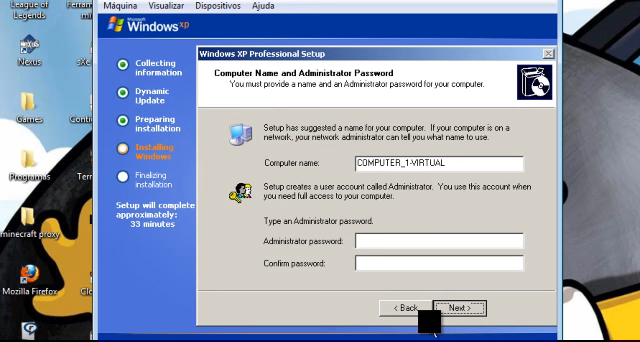 Máquina Visualizar Dispositivos Ajuda
League of
Legends
Nexus
Games
Programas
minecraft proxy
Mozilla Firefox
Microsoft
Windows xp
Collecting
information
Dynamic
Update
Preparing
installation
Installing
Windows
Finalizing
installation
Setup will complete
approximately:
33 minutes
Windows XP Professional Setup
Computer Name and Administrator Password
You must provide a name and an Administrator password for your computer.
Setup has suggested a name for your computer. If your computer is on a
network, your network administrator can tell you what name to use.
Computer name: COMPUTER_1-VIRTUAL
Setup creates a user account called Administrator. You use this account when
you need full access to your computer.
Type an Administrator password.
Administrator password:
Confirm password:
< Back
Next >